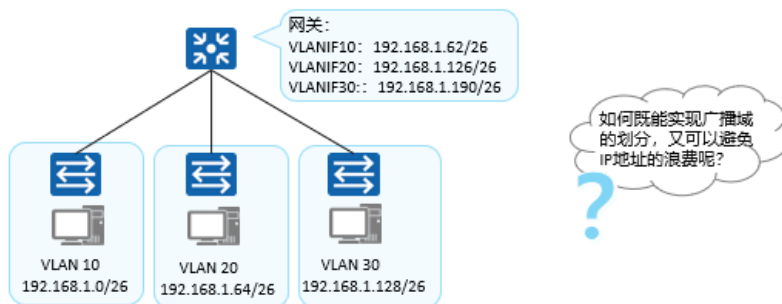 网关：
VLANIF10：192.168.1.62/26
VLANIF20：192.168.1.126/26
VLANIF30:：192.168.1.190/26
如何既能实现广播域
的划分，又可以避免
IP地址的浪费呢？
?
VLAN 10
192.168.1.0/26
VLAN 20
192.168.1.64/26
VLAN 30
192.168.1.128/26